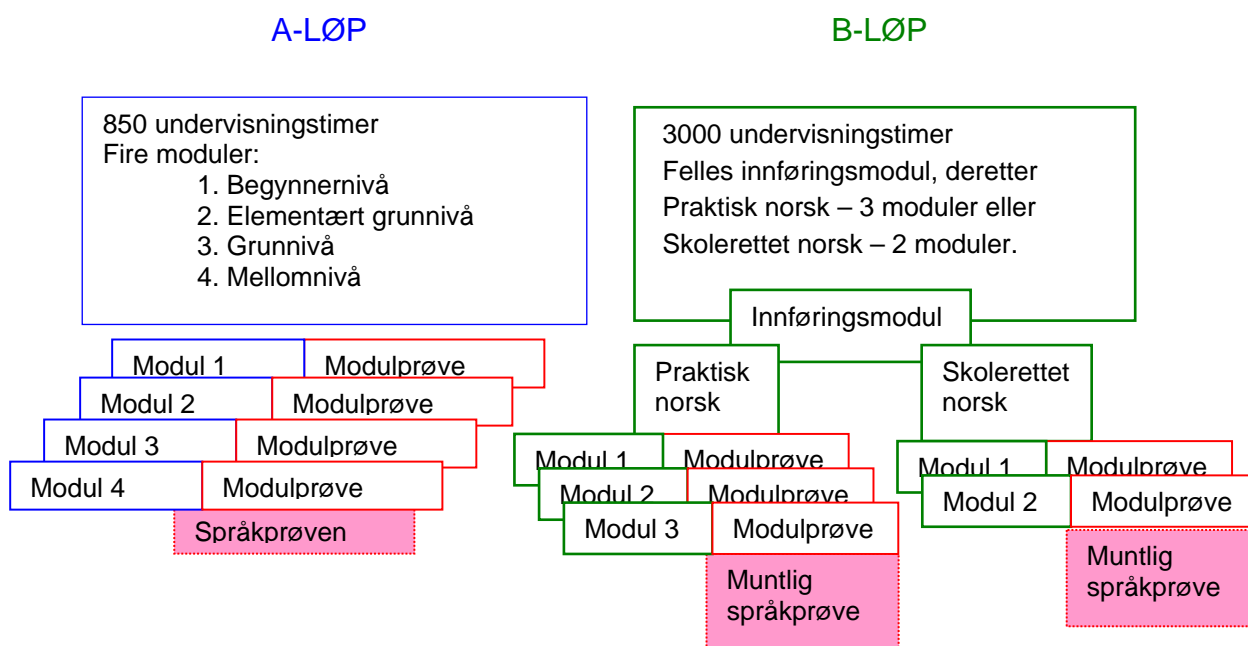 A-LØP
850 undervisningstimer
Fire moduler:
1. Begynnernivå
2. Elementært grunnivå
3. Grunnivå
4. Mellomnivå
Modul 1
Modulprøve
Modul 2
Modulprøve
Modul 3
Modulprøve
Modul 4
Modulprøve
Språkprøven
B-LØP
3000 undervisningstimer
Felles innføringsmodul, deretter
Praktisk norsk – 3 moduler eller
Skolerettet norsk – 2 moduler.
Innføringsmodul
Praktisk
norsk
Modul 1
Modulprøve
Modul 2
Modulprøve
Modul 3
Modulprøve
Muntlig
språkprøve
Skolerettet
norsk
Modul 1
Modulprøve
Modul 2
Modulprøve
Muntlig
språkprøve